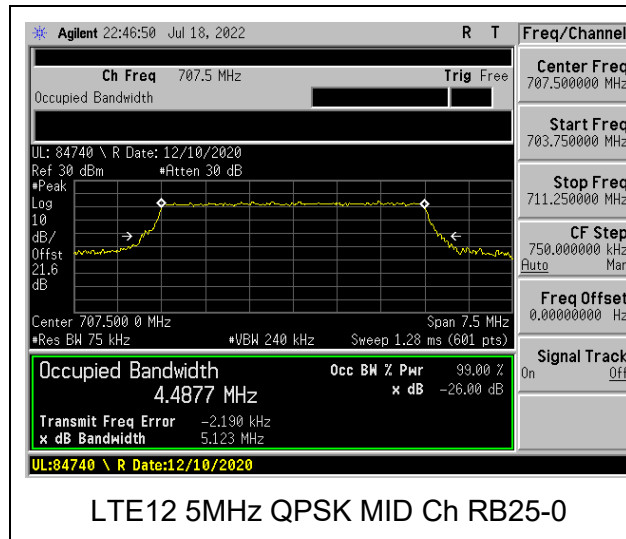 Agilent 22:46:50 Jul 18, 2022 R T Freq/Channel
Ch Freq 707.5 MHz Trig Free
Occupied Bandwidth
Center Freq
707.500000 MHz
Start Freq
703.750000 MHz
UL: 84740 \ R Date: 12/10/2020
Ref 30 dBm *Atten 30 dB
*Peak
Log
10
dB/
Offst
21.6
dB
Stop Freq
711.250000 MHz
CF Step
750.000000 kHz
Auto Man
Freq Offset
0.00000000 Hz
Center 707.500 0 MHz Span 7.5 MHz
*Res BW 75 kHz *VBW 240 kHz Sweep 1.28 ms (601 pts)
Signal Track
On Off
Occupied Bandwidth Occ BW % Pwr 99.00 %
4.4877 MHz x dB -26.00 dB
Transmit Freq Error -2.190 kHz
x dB Bandwidth 5.123 MHz
UL:84740 \ R Date:12/10/2020
LTE12 5MHz QPSK MID Ch RB25-0